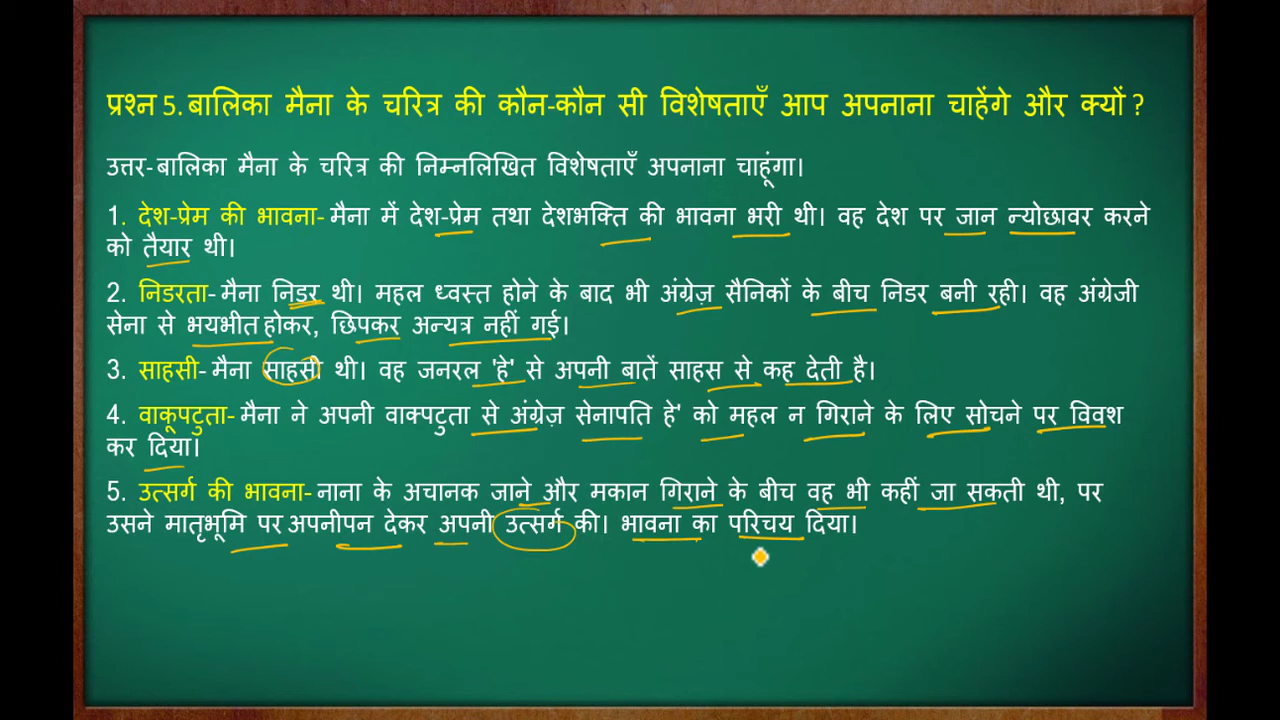 प्रश्न 5. बालिका मैना के चरित्र की कौन-कौन सी विशेषताएँ आप अपनाना चाहेंगे और क्यों ?
उत्तर- बालिका मैना के चरित्र की निम्नलिखित विशेषताएँ अपनाना चाहूंगा।
1. देश-प्रेम की भावना- मैना में देश-प्रेम तथा देशभक्ति की भावना भरी थी। वह देश पर जान न्योछावर करने
को तैयार थी।
2. निडरता- मैना निडर थी। महल ध्वस्त होने के बाद भी अंग्रेज़ सैनिकों के बीच निडर बनी रही। वह अंग्रेजी
सेना से भयभीत होकर, छिपकर अन्यत्र नहीं गई।
3. साहसी- मैना साहसी थी। वह जनरल 'हे' से अपनी बातें साहस से कह देती है।
4. वाकूपटुता- मैना ने अपनी वाक्पटुता से अंग्रेज़ सेनापति हे' को महल न गिराने के लिए सोचने पर विवश
कर दिया।
5. उत्सर्ग की भावना- नाना के अचानक जाने और मकान गिराने के बीच वह भी कहीं जा सकती थी, पर
उसने मातृभूमि पर अपनीपन देकर अपनी उत्सर्ग की। भावना का परिचय दिया।